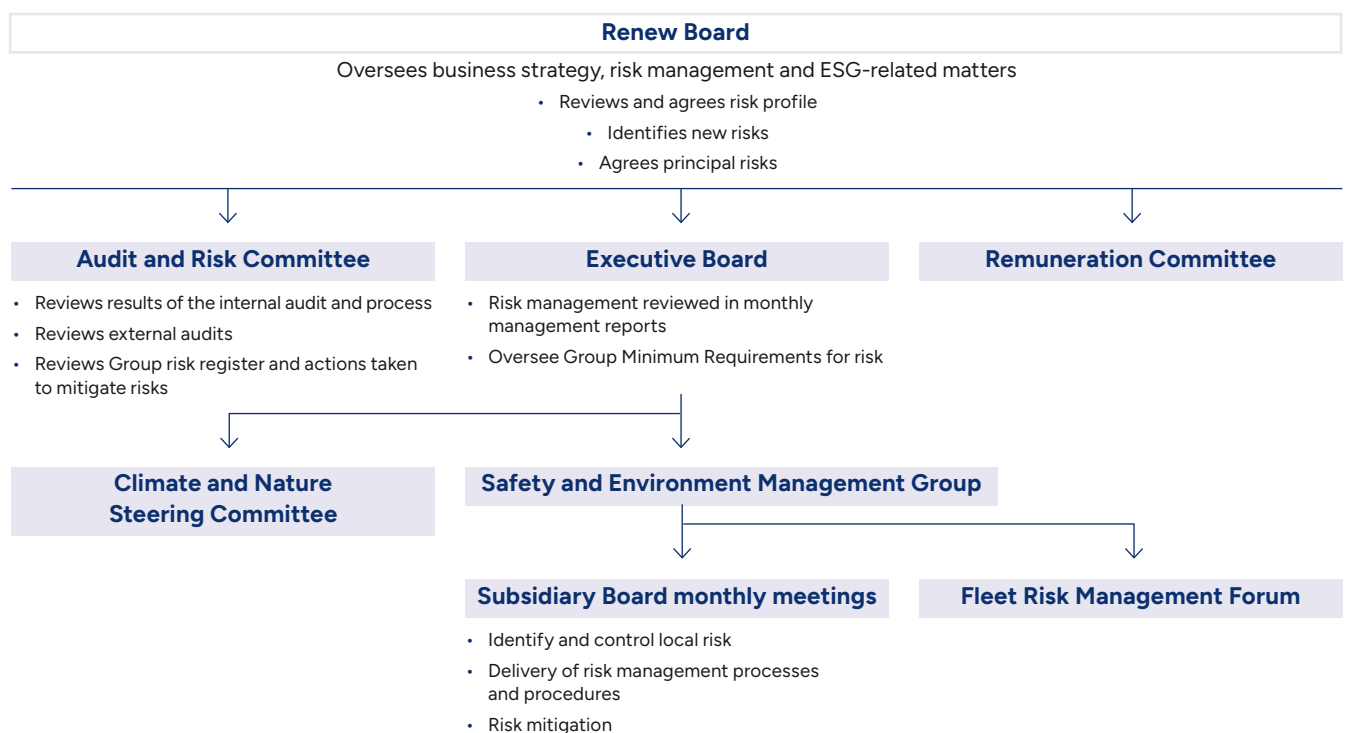 Renew Board
Oversees business strategy, risk management and ESG-related matters
• Reviews and agrees risk profile
• Identifies new risks
• Agrees principal risks
Audit and Risk Committee
• Reviews results of the internal audit and process
• Reviews external audits
• Reviews Group risk register and actions taken
to mitigate risks
Executive Board
• Risk management reviewed in monthly
management reports
• Oversee Group Minimum Requirements for risk
Remuneration Committee
Climate and Nature
Steering Committee
Safety and Environment Management Group
Subsidiary Board monthly meetings
• Identify and control local risk
• Delivery of risk management processes
and procedures
• Risk mitigation
Fleet Risk Management Forum